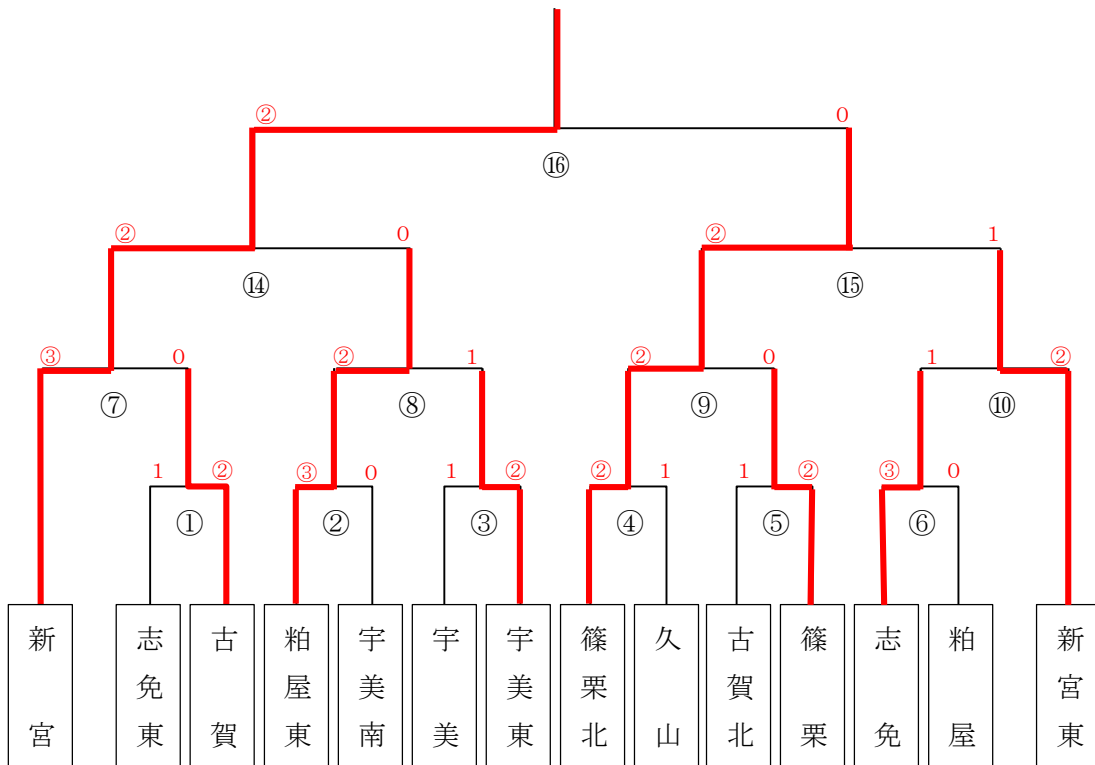 ② 0
⑯
② 0 ② 1
⑭ ⑮
③ 0 ② 1 ② 0 1 ②
⑦ ⑧ ⑨ ⑩
1 ② ③ 0 1 ② ② 1 1 ② ③ 0
① ② ③ ④ ⑤ ⑥
新宮
志免東
古賀
粕屋東
宇美南
宇美
宇美東
篠栗北
久山
古賀北
篠栗
志免
粕屋
新宮東